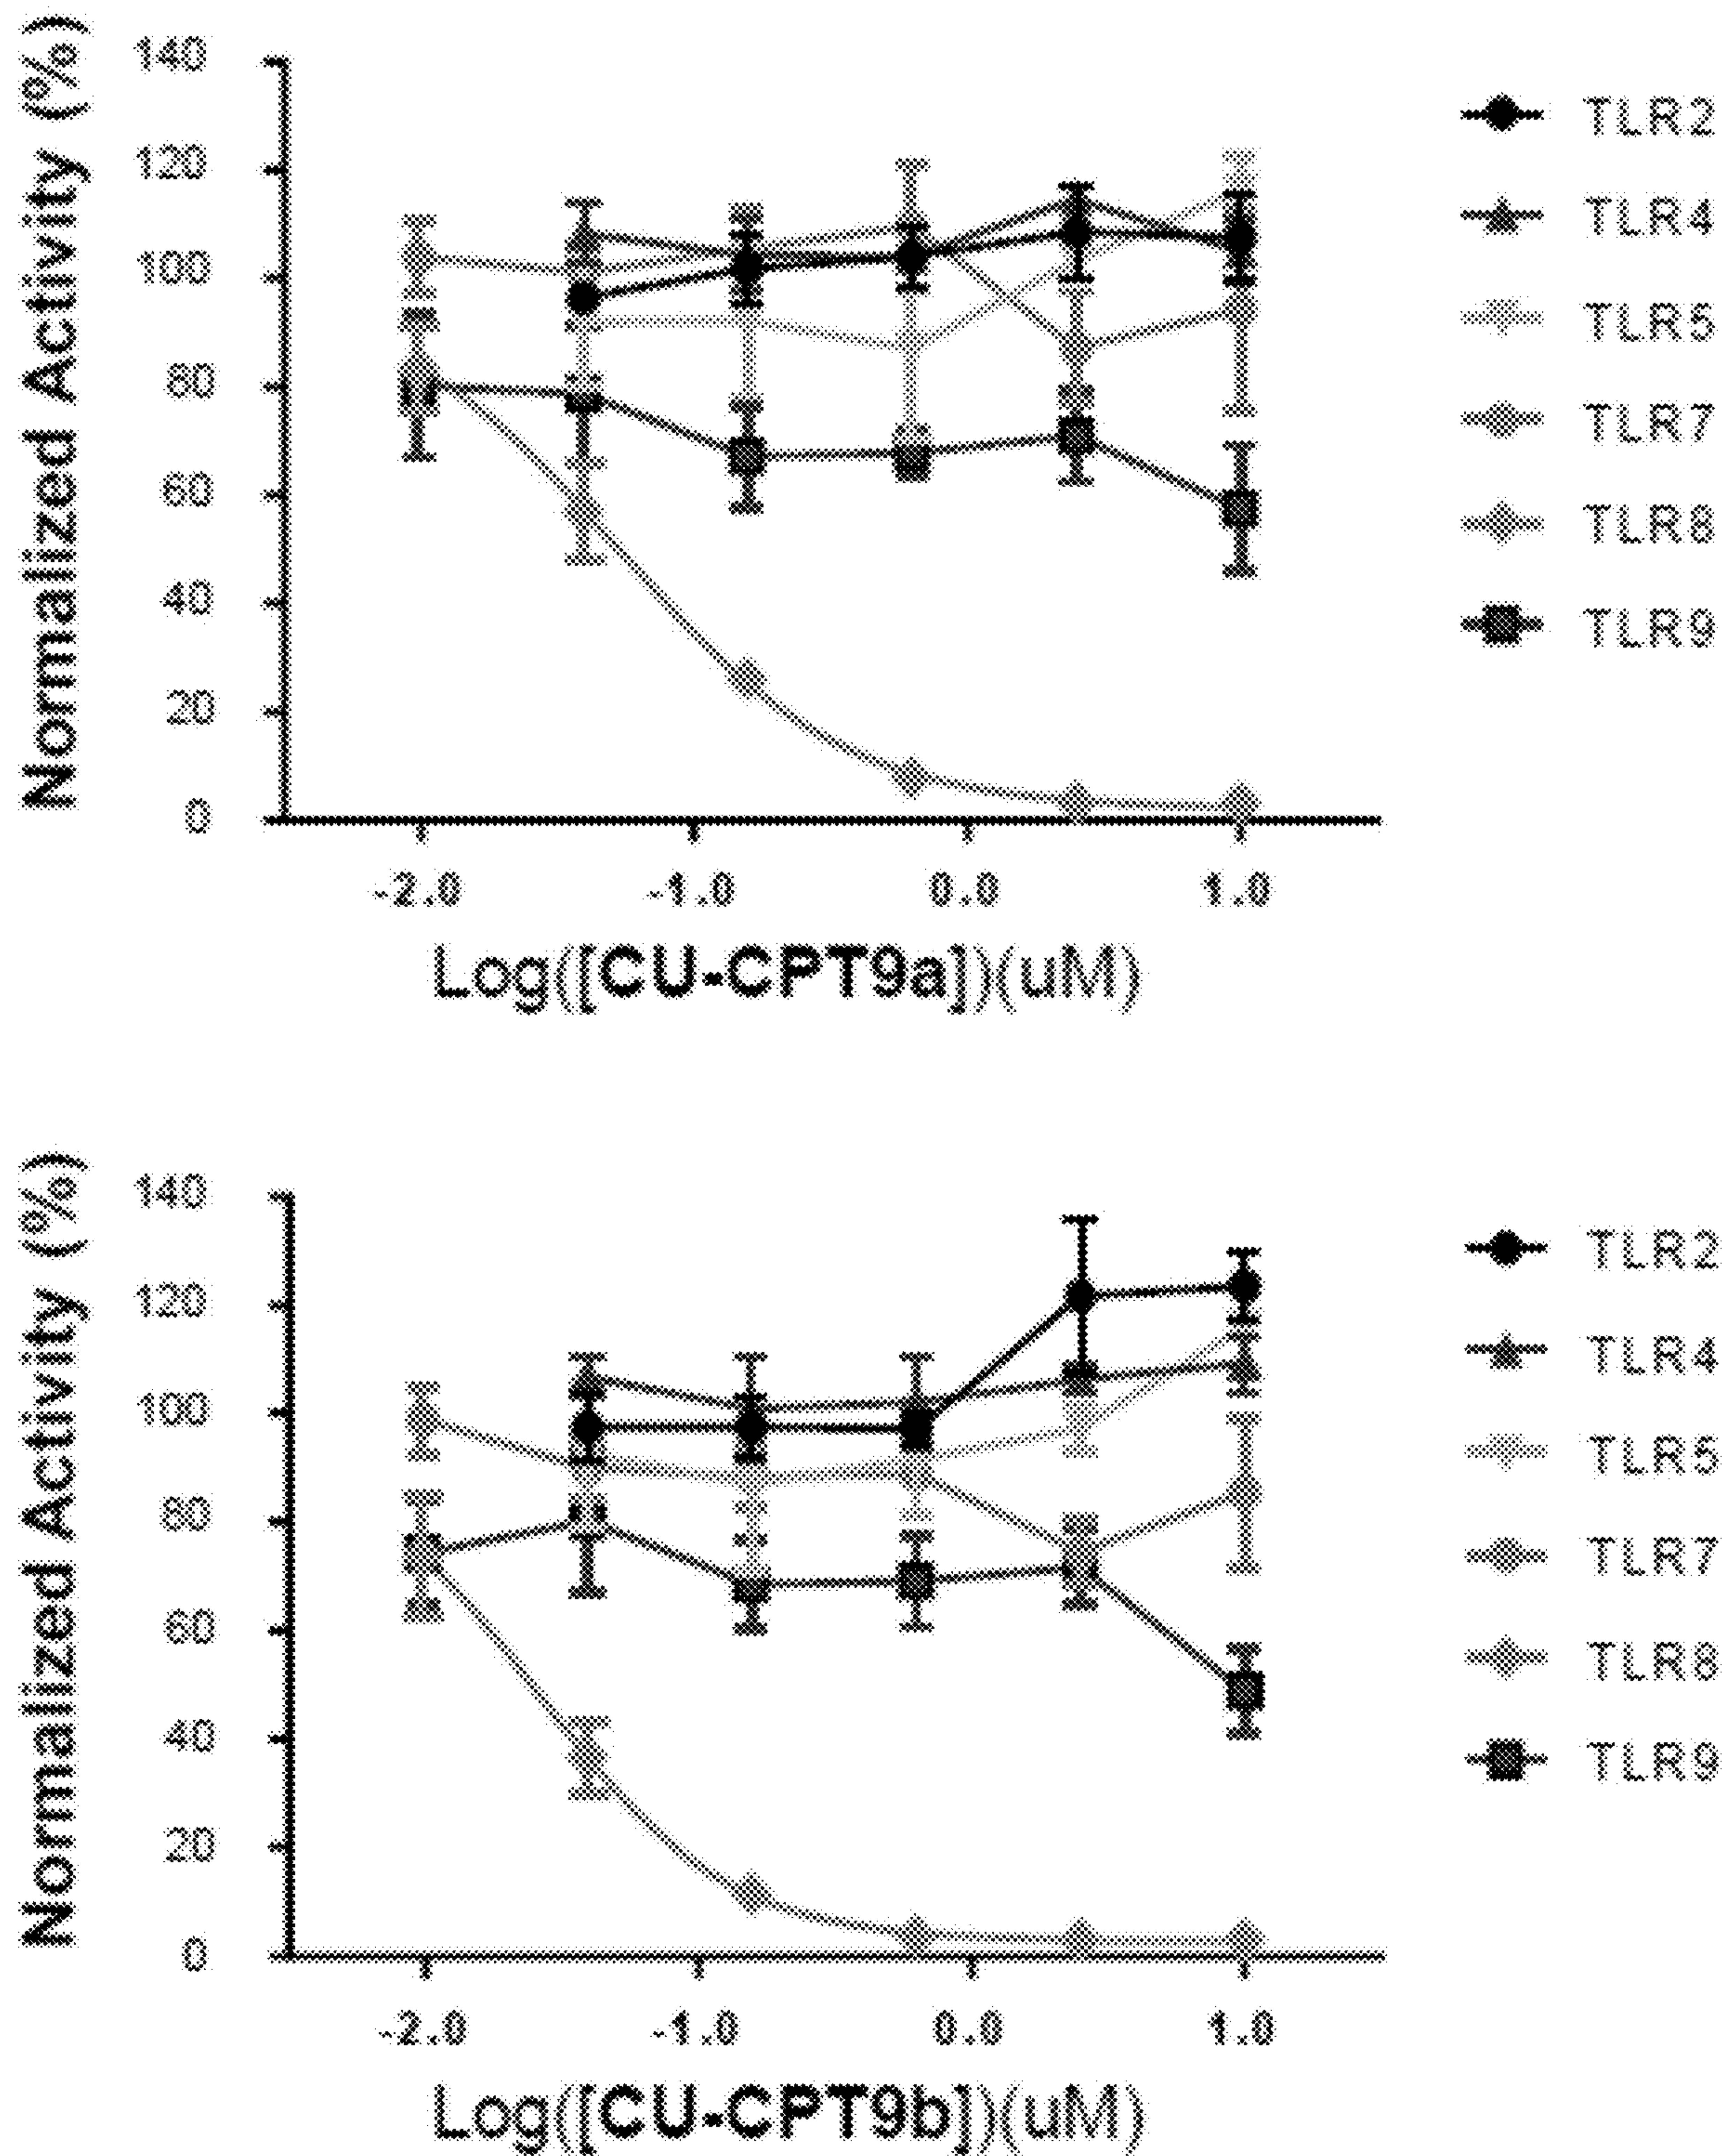 Normalized Activity (%)
140
120
100
80
60
40
20
0
-2.0 -1.0 0.0 1.0
Log([CU-CPT9a])(uM)
TLR2
TLR4
TLR5
TLR7
TLR8
TLR9
Normalized Activity (%)
140
120
100
80
60
40
20
0
-2.0 -1.0 0.0 1.0
Log([CU-CPT9b])(uM)
TLR2
TLR4
TLR5
TLR7
TLR8
TLR9